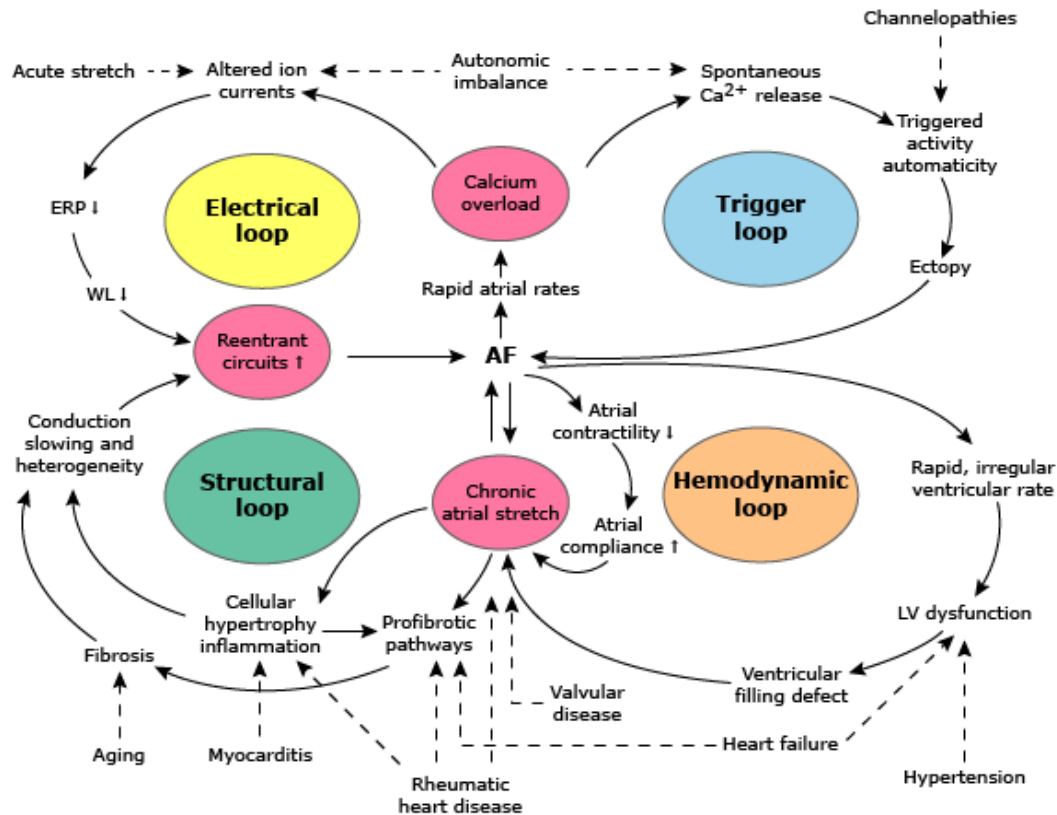 Channelopathies
Acute stretch
Altered ion
currents
Autonomic
imbalance
Spontaneous
Ca2+ release
Triggered
activity
automaticity
ERP ↓
Electrical
loop
Calcium
overload
Trigger
loop
Ectopy
WL ↓
Rapid atrial rates
Reentrant
circuits ↑
AF
Conduction
slowing and
heterogeneity
Atrial
contractility ↓
Rapid, irregular
ventricular rate
Structural
loop
Chronic
atrial stretch
Hemodynamic
loop
Atrial
compliance ↑
Cellular
hypertrophy
inflammation
Profibrotic
pathways
LV dysfunction
Fibrosis
Ventricular
filling defect
Valvular
disease
Aging
Myocarditis
Heart failure
Rheumatic
heart disease
Hypertension